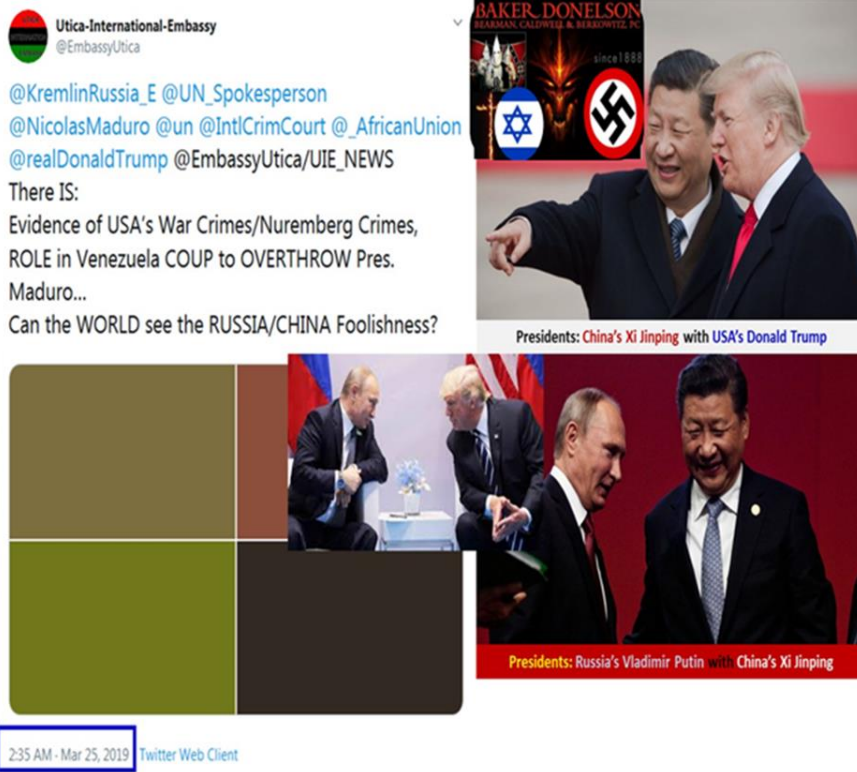 Utica-International-Embassy
@EmbassyUtica
@KremlinRussia_E @UN_Spokesperson
@NicolasMaduro @un @IntlCrimCourt @_AfricanUnion
@realDonaldTrump @EmbassyUtica/UIE_NEWS
There IS:
Evidence of USA's War Crimes/Nuremberg Crimes,
ROLE in Venezuela COUP to OVERTHROW Pres.
Maduro...
Can the WORLD see the RUSSIA/CHINA Foolishness?
2:35 AM - Mar 25, 2019 Twitter Web Client
BAKER DONELSON
BEARMAN, CALDWELL & BERKOWITZ, PC
since1888
Presidents: China's Xi Jinping with USA's Donald Trump
Presidents: Russia's Vladimir Putin with China's Xi Jinping